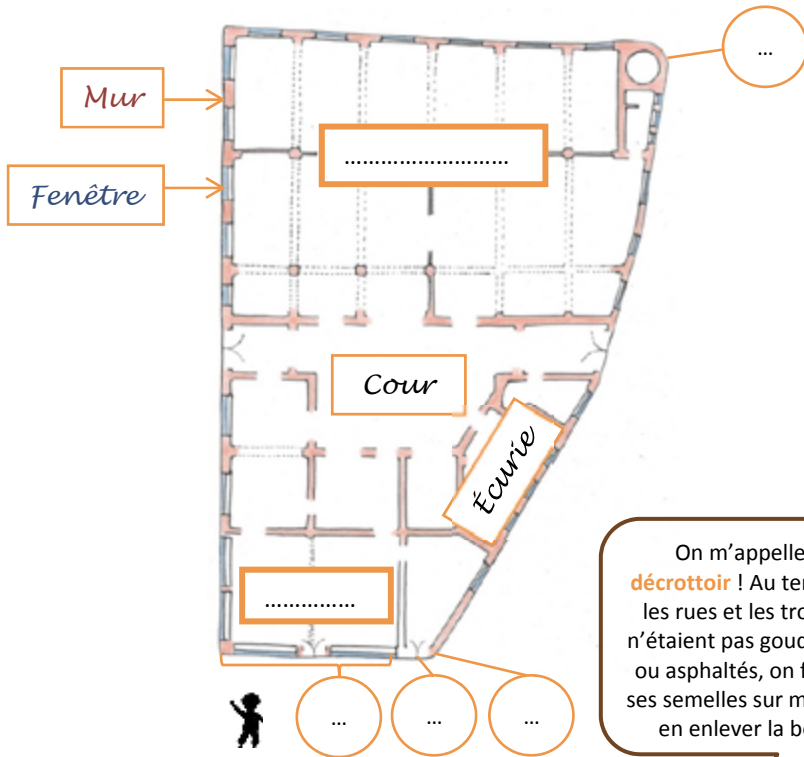 ...
Mur
..............................
Fenêtre
Cour
Écurie
On m'appelle
décrottoir ! Au ter
les rues et les tro
n'étaient pas goud
ou asphaltés, on f
ses semelles sur m
en enlever la b
................
...
...
...